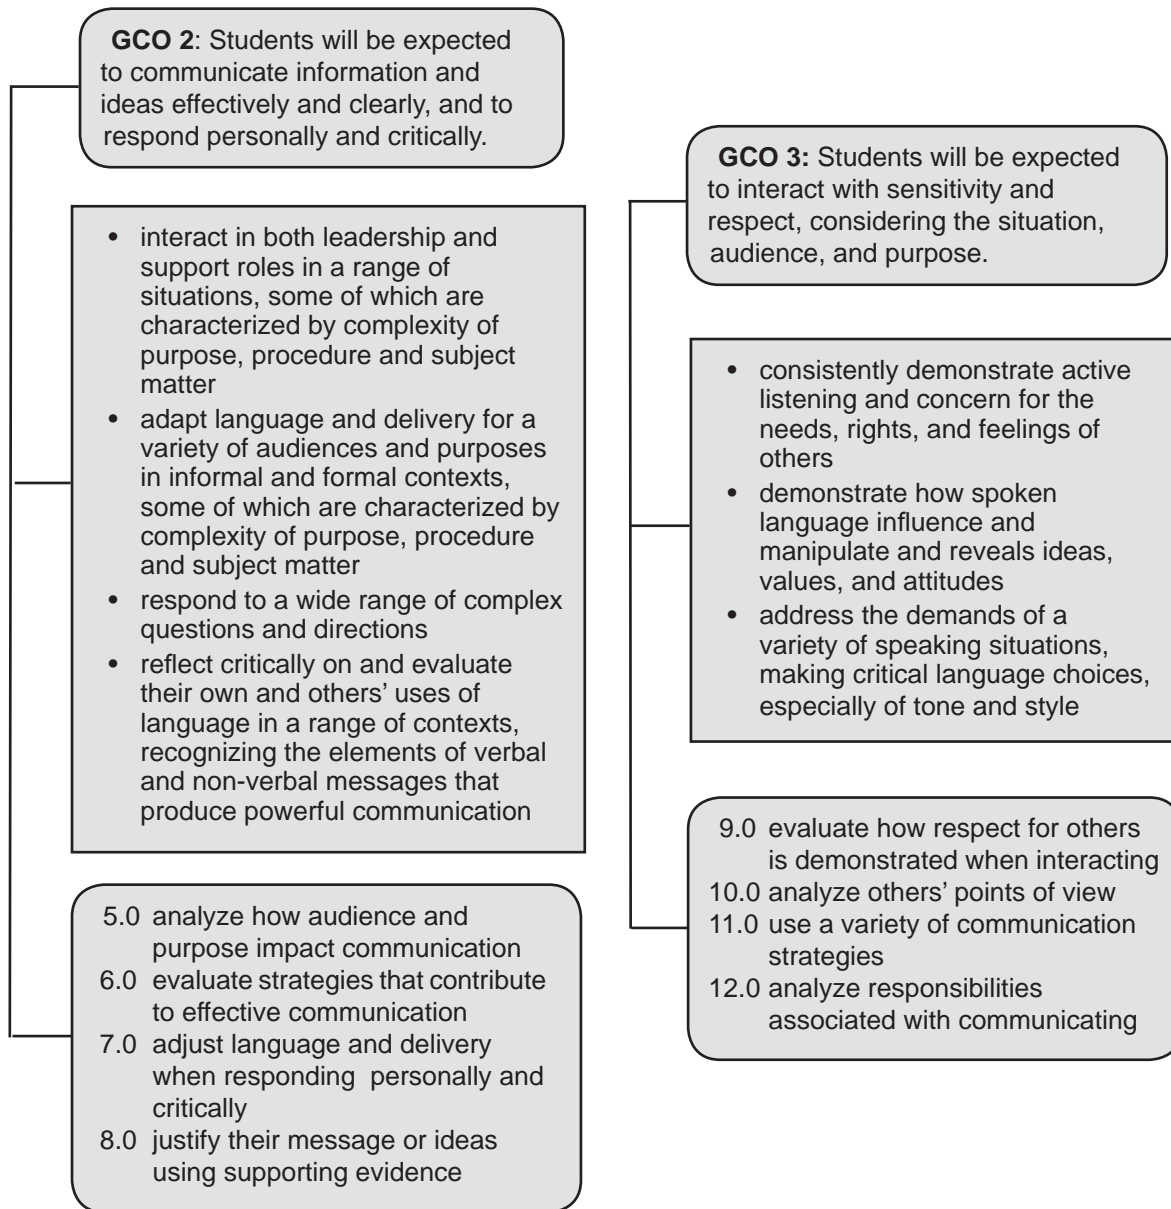 GCO 2: Students will be expected
to communicate information and
ideas effectively and clearly, and to
respond personally and critically.
• interact in both leadership and
support roles in a range of
situations, some of which are
characterized by complexity of
purpose, procedure and subject
matter
• adapt language and delivery for a
variety of audiences and purposes
in informal and formal contexts,
some of which are characterized by
complexity of purpose, procedure
and subject matter
• respond to a wide range of complex
questions and directions
• reflect critically on and evaluate
their own and others’ uses of
language in a range of contexts,
recognizing the elements of verbal
and non-verbal messages that
produce powerful communication
5.0 analyze how audience and
purpose impact communication
6.0 evaluate strategies that contribute
to effective communication
7.0 adjust language and delivery
when responding personally and
critically
8.0 justify their message or ideas
using supporting evidence
GCO 3: Students will be expected
to interact with sensitivity and
respect, considering the situation,
audience, and purpose.
• consistently demonstrate active
listening and concern for the
needs, rights, and feelings of
others
• demonstrate how spoken
language influence and
manipulate and reveals ideas,
values, and attitudes
• address the demands of a
variety of speaking situations,
making critical language choices,
especially of tone and style
9.0 evaluate how respect for others
is demonstrated when interacting
10.0 analyze others’ points of view
11.0 use a variety of communication
strategies
12.0 analyze responsibilities
associated with communicating